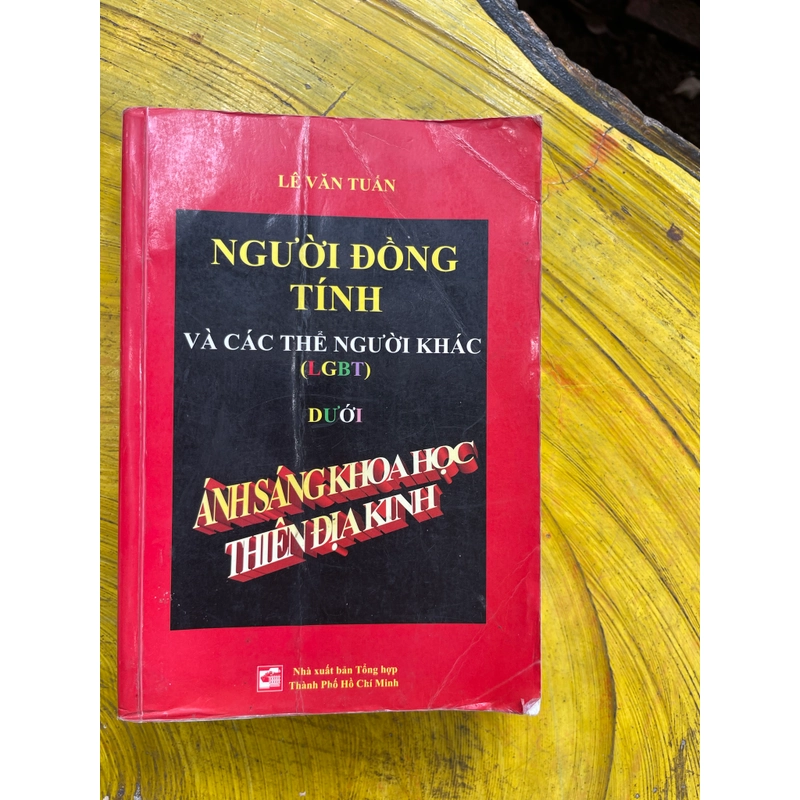 LÊ VĂN TUẤN
NGƯỜI ĐỒNG
TÍNH
VÀ CÁC THỂ NGƯỜI KHÁC
(LGBT)
DƯỚI
ÁNH SÁNG KHOA HỌC
THIÊN ĐỊA KINH
Nhà xuất bản Tổng hợp
Thành Phố Hồ Chí Minh